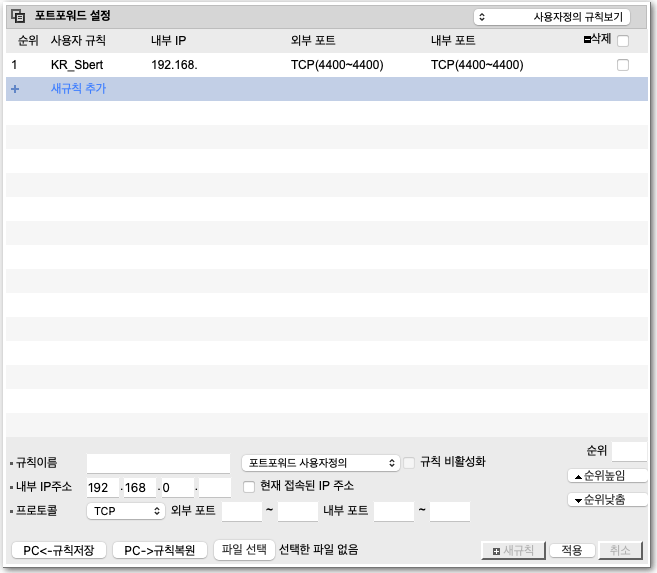 포트포워드 설정 사용자정의 규칙보기
순위 사용자 규칙 내부 IP 외부 포트 내부 포트 삭제
1 KR_Sbert 192.168. TCP(4400~4400) TCP(4400~4400)
+ 새규칙 추가
순위
규칙이름 포트포워드 사용자정의 규칙 비활성화
순위높임
내부 IP주소 192 . 168 . 0 . 현재 접속된 IP 주소
순위낮춤
프로토콜 TCP 외부 포트 ~ 내부 포트 ~
PC<-규칙저장 PC->규칙복원 파일 선택 선택한 파일 없음 새규칙 적용 취소